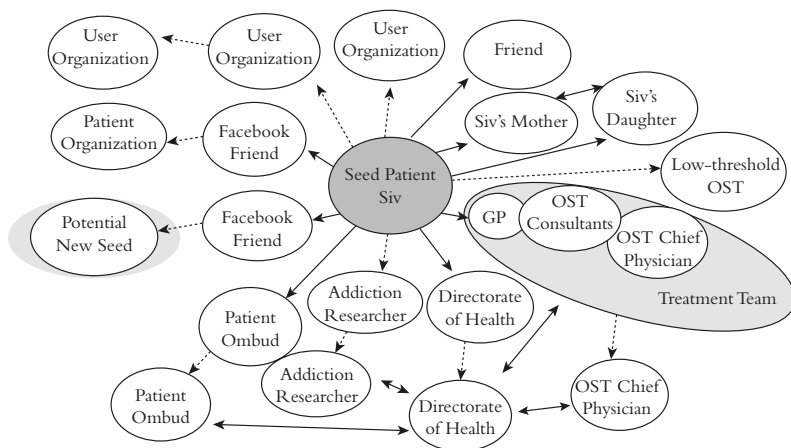 User
Organization
User
Organization
User
Organization
Friend
Patient
Organization
Facebook
Friend
Siv's Mother
Siv's
Daughter
Seed Patient
Siv
Low-threshold
OST
Potential
New Seed
Facebook
Friend
GP
OST
Consultants
OST Chief
Physician
Treatment Team
Patient
Ombud
Addiction
Researcher
Directorate
of Health
Patient
Ombud
Addiction
Researcher
Directorate
of Health
OST Chief
Physician